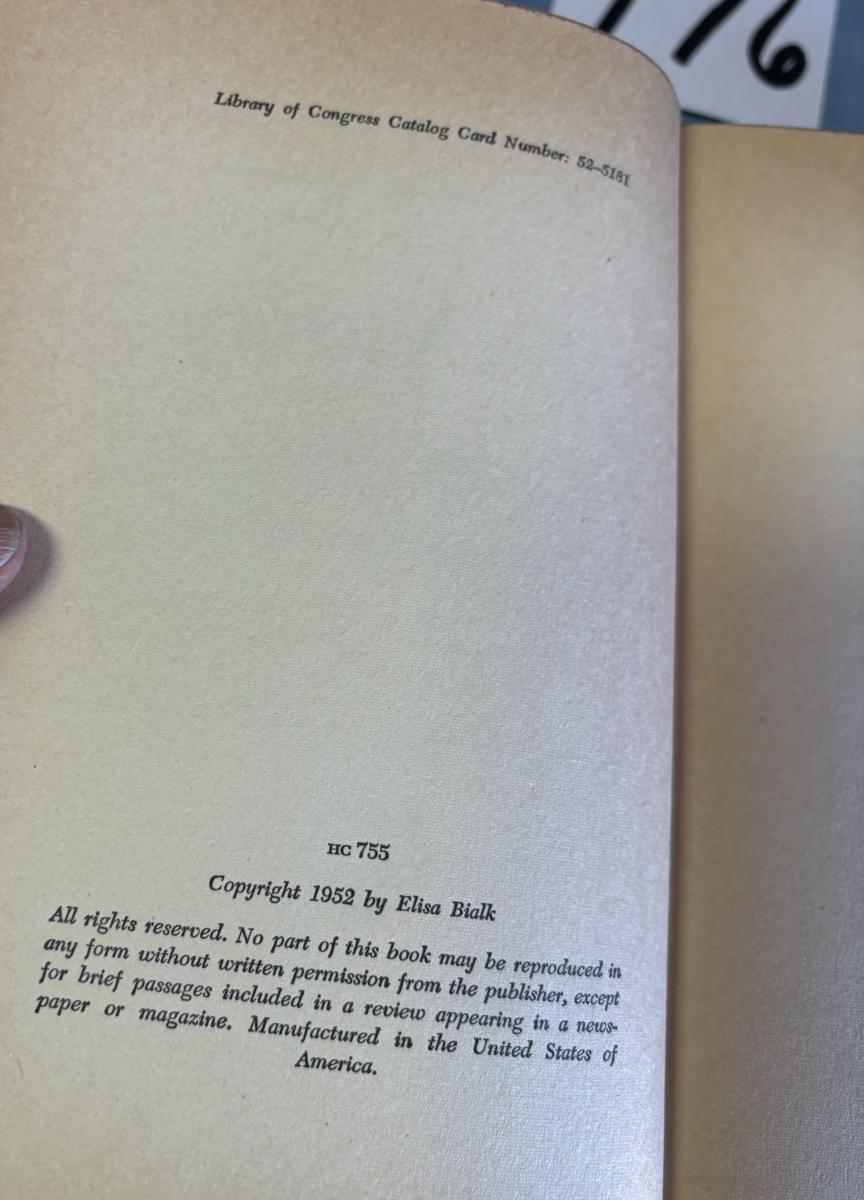 76
Library of Congress Catalog Card Number: 52-5181
HC 755
Copyright 1952 by Elisa Bialk
All rights reserved. No part of this book may be reproduced in
any form without written permission from the publisher, except
for brief passages included in a review appearing in a news-
paper or magazine. Manufactured in the United States of
America.